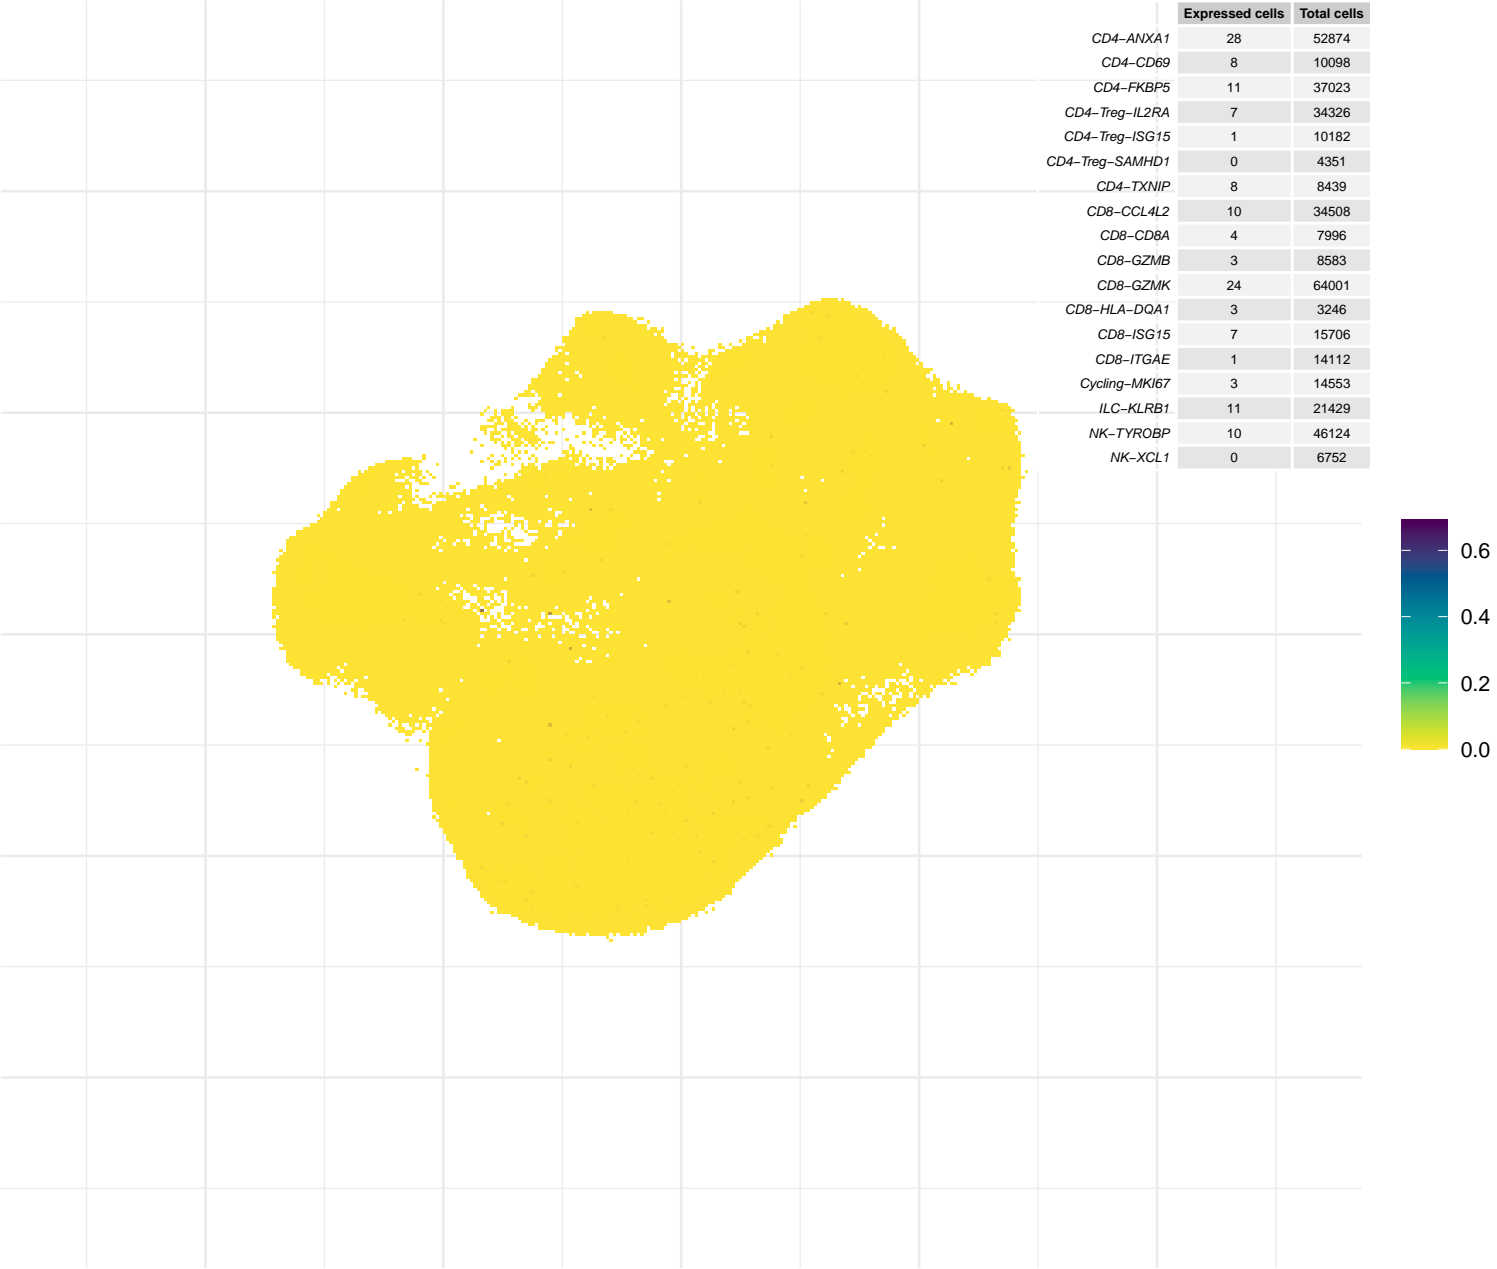 Expressed cells Total cells
CD4−ANXA1 28 52874
CD4−CD69 8 10098
CD4−FKBP5 11 37023
CD4−Treg−IL2RA 7 34326
CD4−Treg−ISG15 1 10182
CD4−Treg−SAMHD1 0 4351
CD4−TXNIP 8 8439
CD8−CCL4L2 10 34508
CD8−CD8A 4 7996
CD8−GZMB 3 8583
CD8−GZMK 24 64001
CD8−HLA−DQA1 3 3246
CD8−ISG15 7 15706
CD8−ITGAE 1 14112
Cycling−MKI67 3 14553
ILC−KLRB1 11 21429
NK−TYROBP 10 46124
NK−XCL1 0 6752
0.6
0.4
0.2
0.0